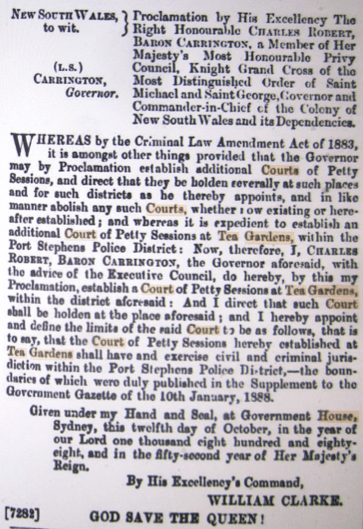 NEW SOUTH WALES, to wit. } Proclamation by His Excellency The
Right Honourable CHARLES ROBERT,
BARON CARRINGTON, a Member of Her
Majesty's Most Honourable Privy
(L.S.) Council, Knight Grand Cross of the
CARRINGTON, Most Distinguished Order of Saint
Governor. Michael and Saint George, Governor and
Commander-in-Chief of the Colony of
New South Wales and its Dependencies.
WHEREAS by the Criminal Law Amendment Act of 1883,
it is amongst other things provided that the Governor
may by Proclamation establish additional Courts of Petty
Sessions, and direct that they be holden severally at such places
and for such districts as he thereby appoints, and in like
manner abolish any such Courts, whether now existing or here-
after established; and whereas it is expedient to establish an
additional Court of Petty Sessions at Tea Gardens, within the
Port Stephens Police District: Now, therefore, I, CHARLES
ROBERT, BARON CARRINGTON, the Governor aforesaid, with
the advice of the Executive Council, do hereby, by this my
Proclamation, establish a Court of Petty Sessions at Tea Gardens,
within the district aforesaid: And I direct that such Court
shall be holden at the place aforesaid; and I hereby appoint
and define the limits of the said Court to be as follows, that is
to say, that the Court of Petty Sessions hereby established at
Tea Gardens shall have and exercise civil and criminal juris-
diction within the Port Stephens Police District,—the boun-
daries of which were duly published in the Supplement to the
Government Gazette of the 10th January, 1888.
Given under my Hand and Seal, at Government House,
Sydney, this twelfth day of October, in the year of
our Lord one thousand eight hundred and eighty-
eight, and in the fifty-second year of Her Majesty's
Reign.
By His Excellency's Command,
WILLIAM CLARKE.
[7282] GOD SAVE THE QUEEN!